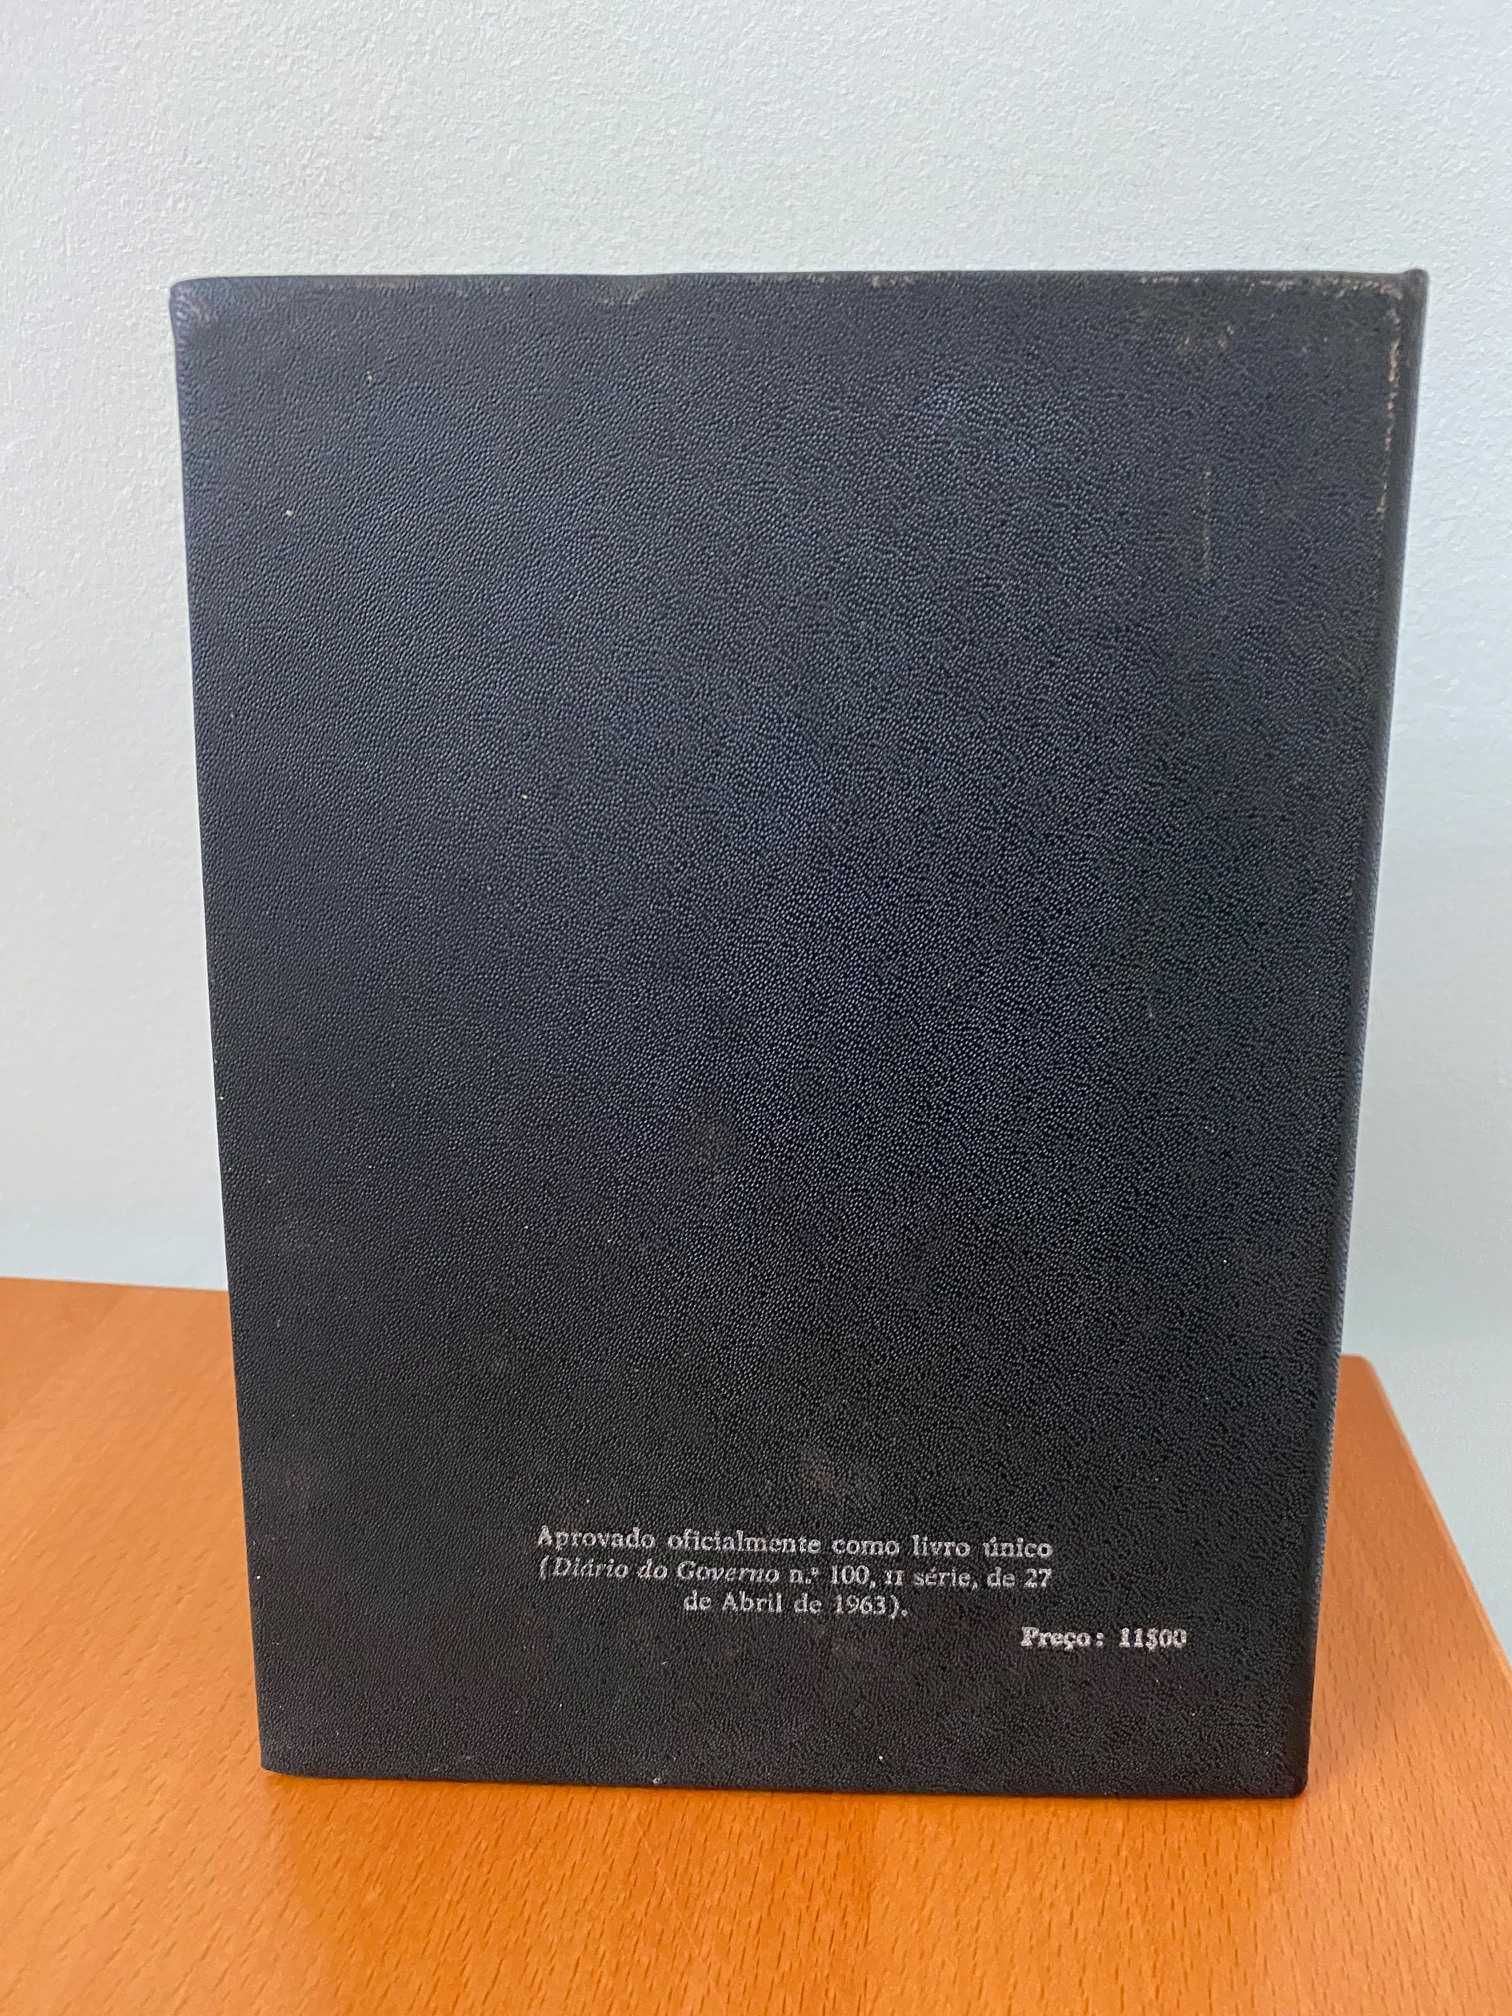 Aprovado oficialmente como livro único
(Diário do Governo n.º 100, II série, de 27
de Abril de 1963).
Preço: 11$00